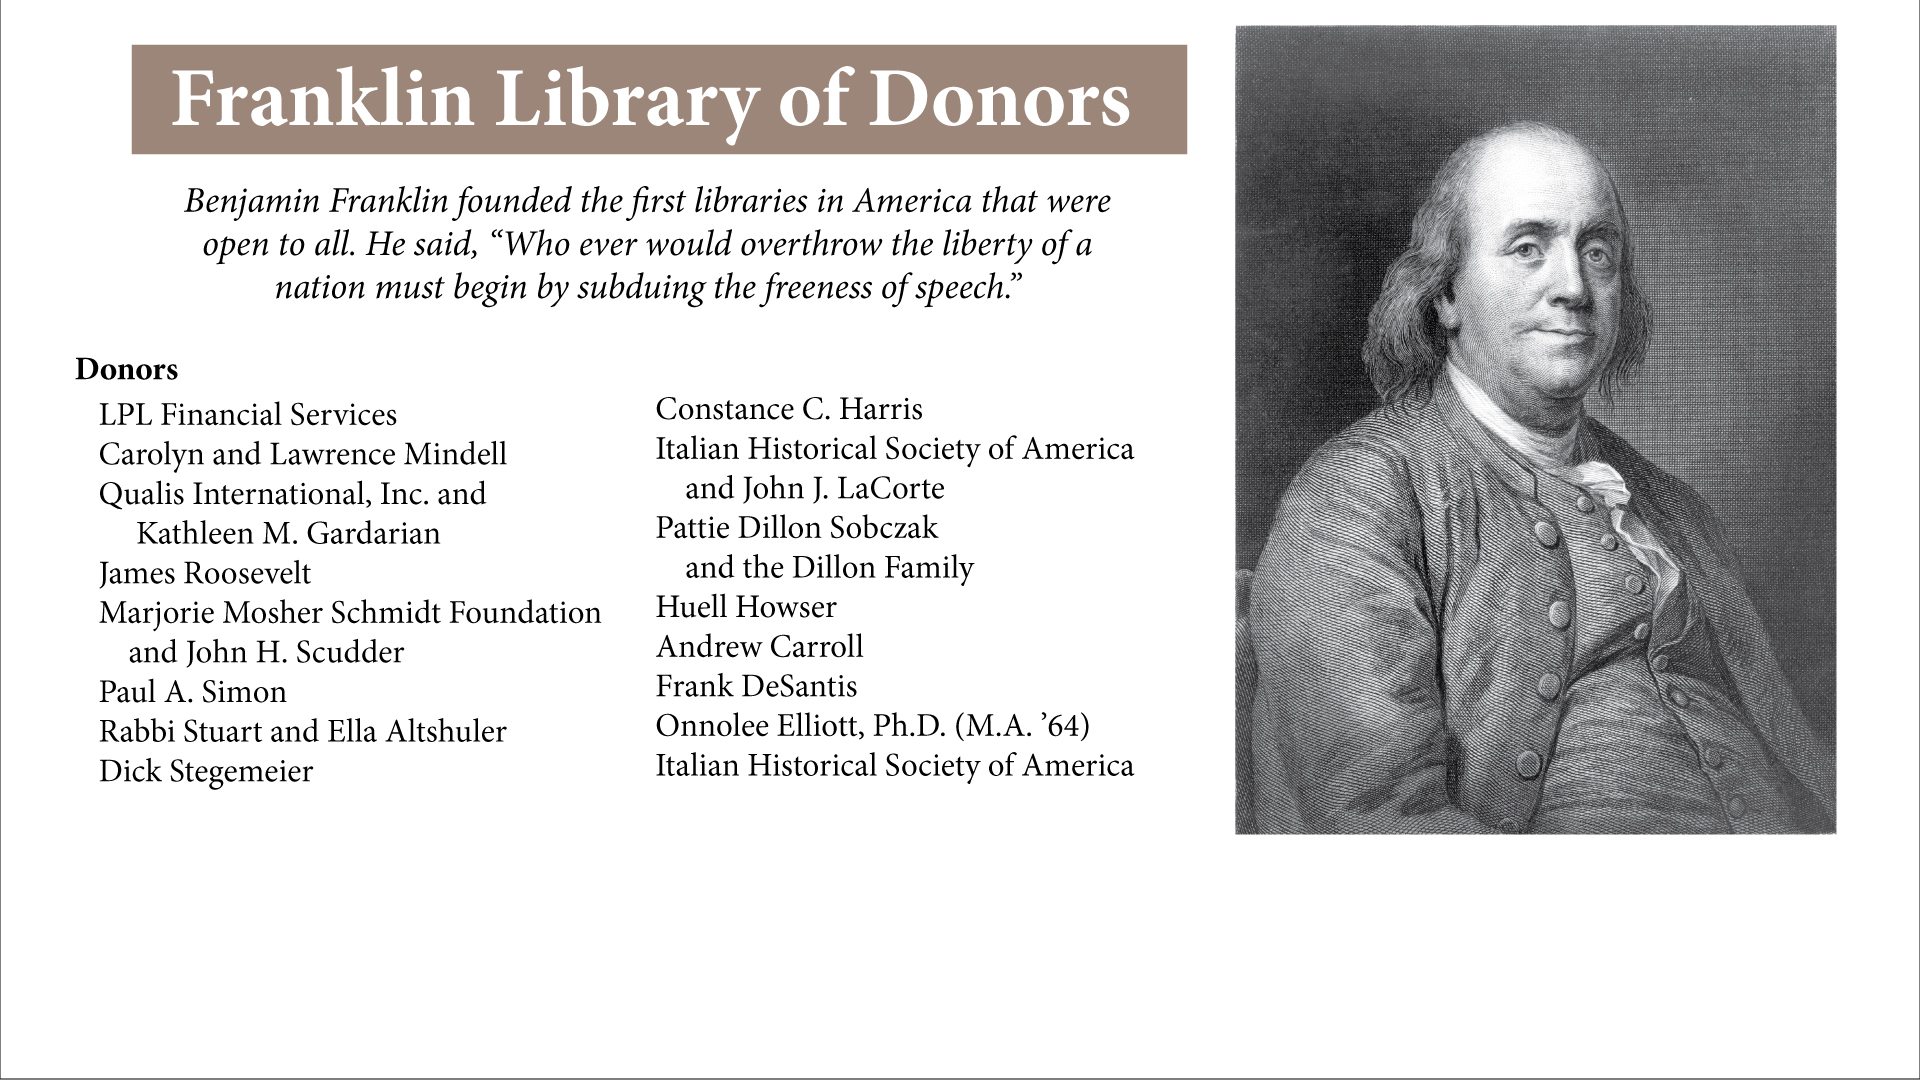 Franklin Library of Donors
Benjamin Franklin founded the first libraries in America that were
open to all. He said, “Who ever would overthrow the liberty of a
nation must begin by subduing the freeness of speech.”
Donors
LPL Financial Services
Carolyn and Lawrence Mindell
Qualis International, Inc. and
Kathleen M. Gardarian
James Roosevelt
Marjorie Mosher Schmidt Foundation
and John H. Scudder
Paul A. Simon
Rabbi Stuart and Ella Altshuler
Dick Stegemeier
Constance C. Harris
Italian Historical Society of America
and John J. LaCorte
Pattie Dillon Sobczak
and the Dillon Family
Huell Howser
Andrew Carroll
Frank DeSantis
Onnolee Elliott, Ph.D. (M.A. ’64)
Italian Historical Society of America